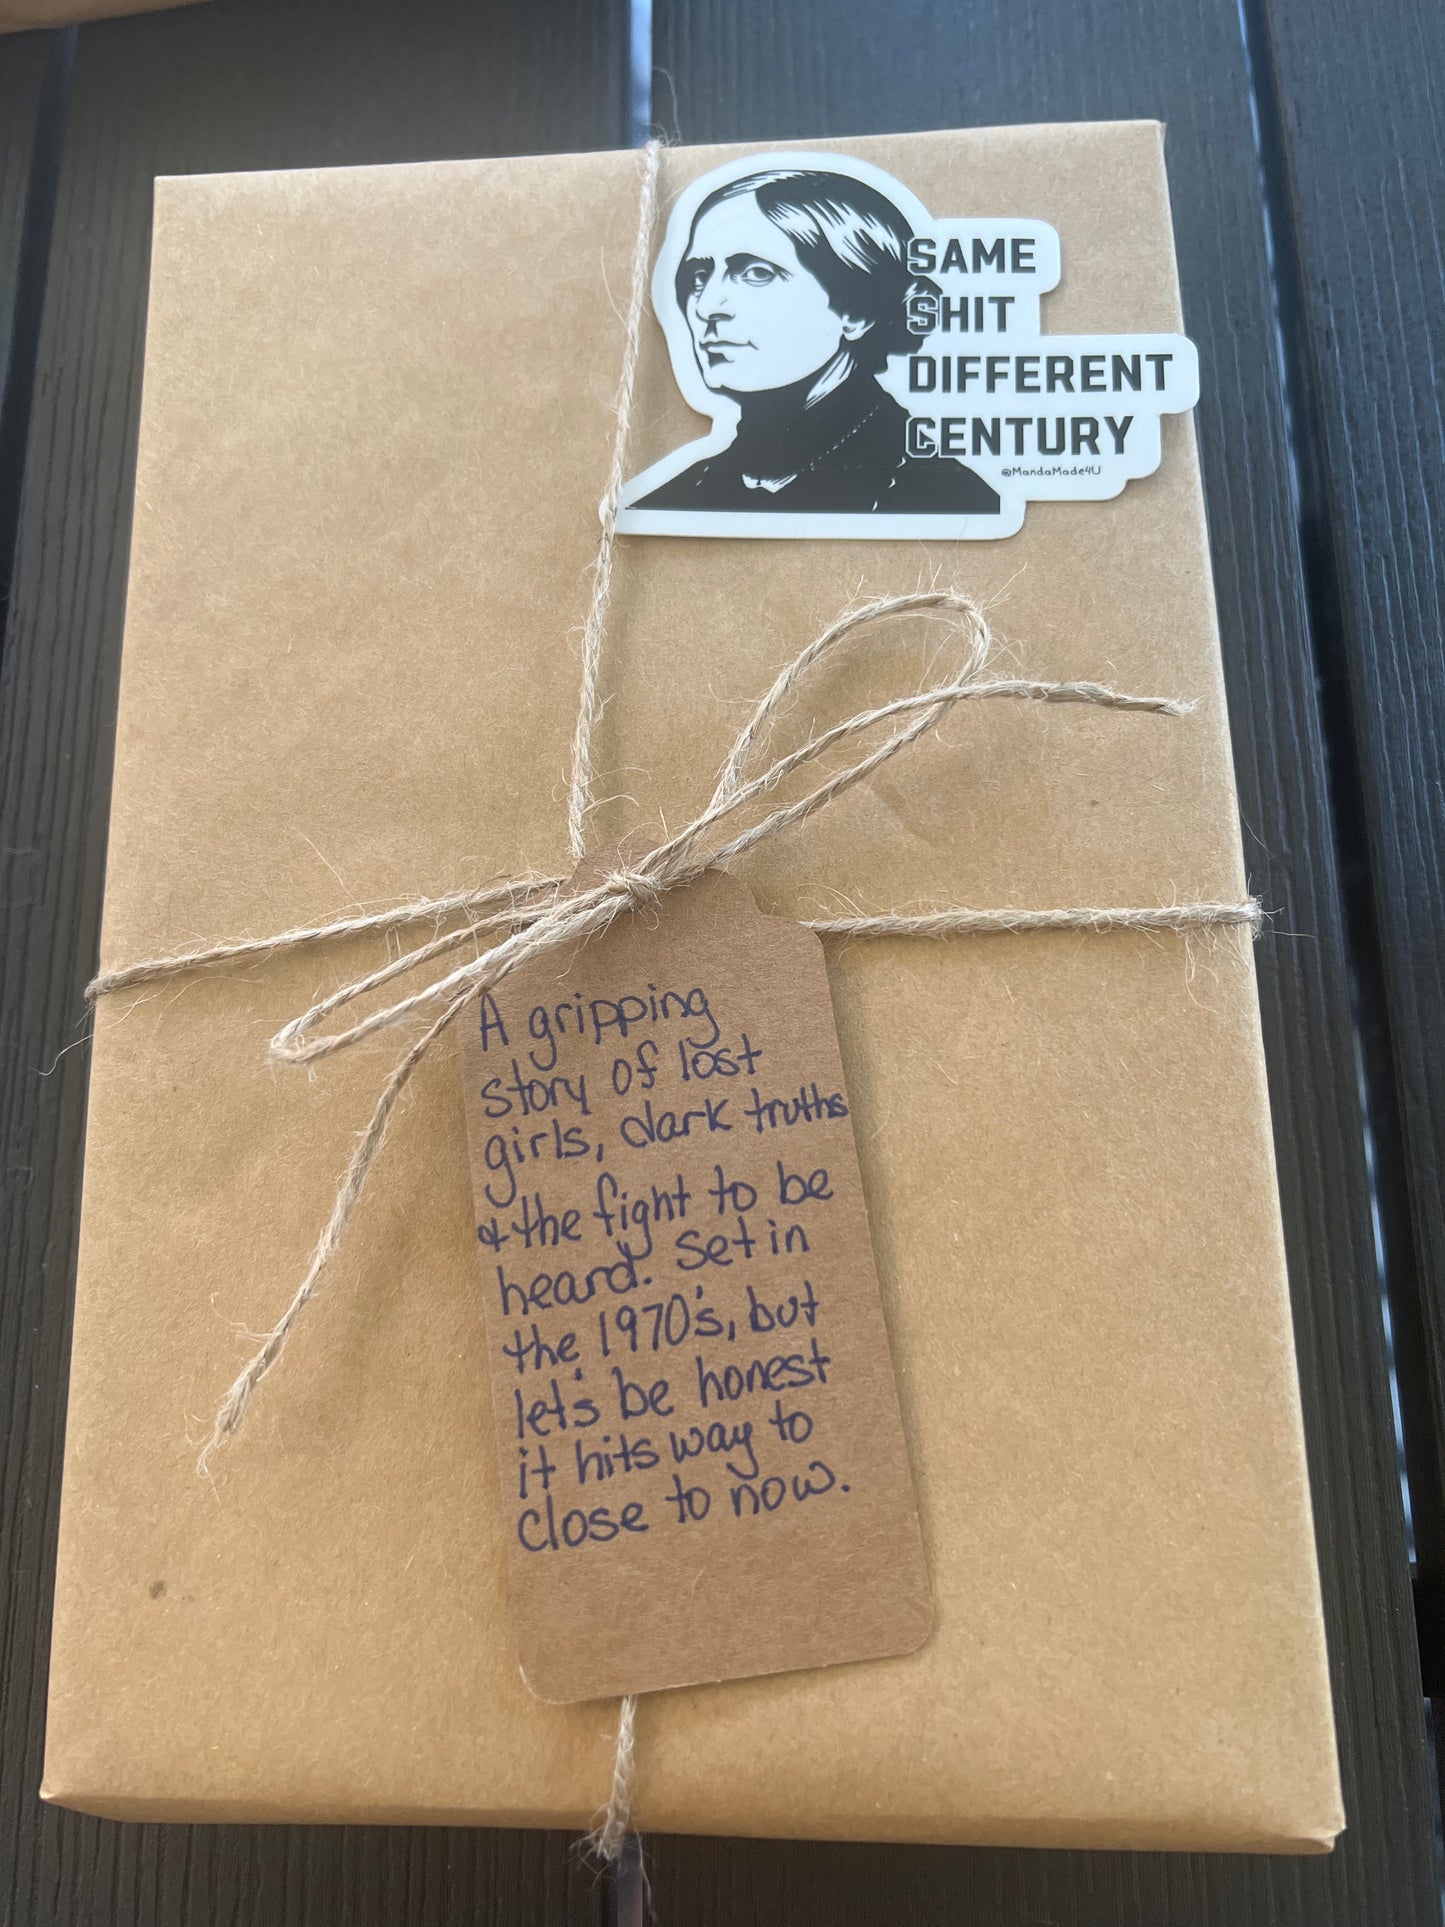 SAME
SHIT
DIFFERENT
CENTURY
@MandaMade4U
A gripping
story of lost
girls, dark truths
& the fight to be
heard. Set in
the 1970's, but
let's be honest
it hits way to
close to now.